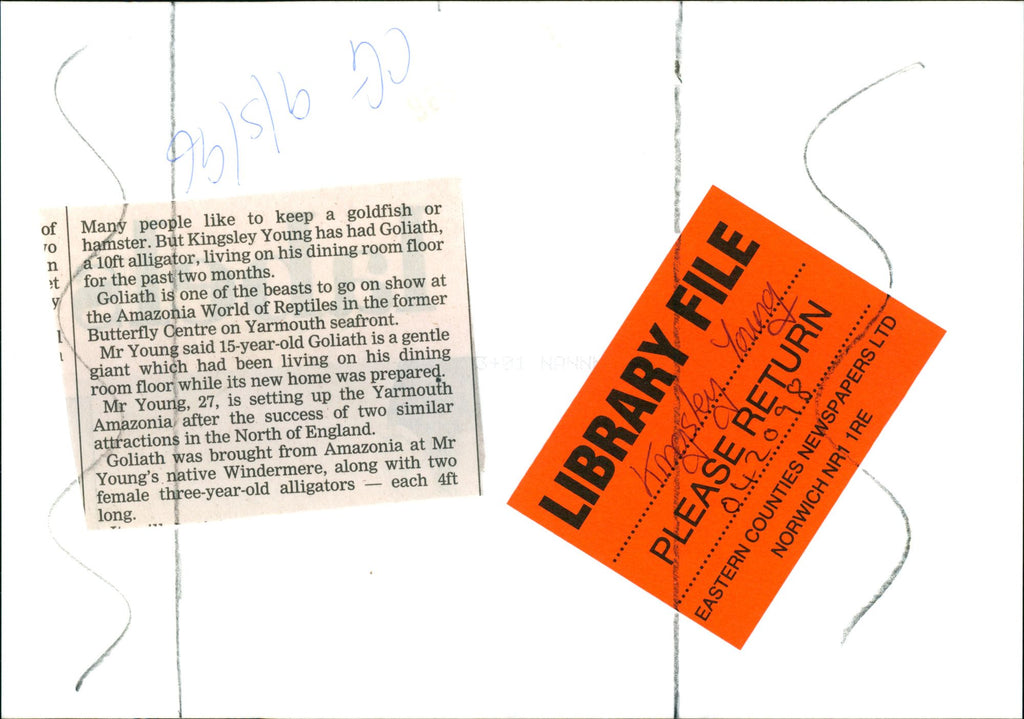 of
yo
n
et
y
Many people like to keep a goldfish or
hamster. But Kingsley Young has had Goliath,
a 10ft alligator, living on his dining room floor
for the past two months.
Goliath is one of the beasts to go on show at
the Amazonia World of Reptiles in the former
Butterfly Centre on Yarmouth seafront.
Mr Young said 15-year-old Goliath is a gentle
giant which had been living on his dining
room floor while its new home was prepared.
Mr Young, 27, is setting up the Yarmouth
Amazonia after the success of two similar
attractions in the North of England.
Goliath was brought from Amazonia at Mr
Young's native Windermere, along with two
female three-year-old alligators — each 4ft
long.
LIBRARY FILE
Kingsley Young
PLEASE RETURN
042098
EASTERN COUNTIES NEWSPAPERS LTD
NORWICH NR1 1RE